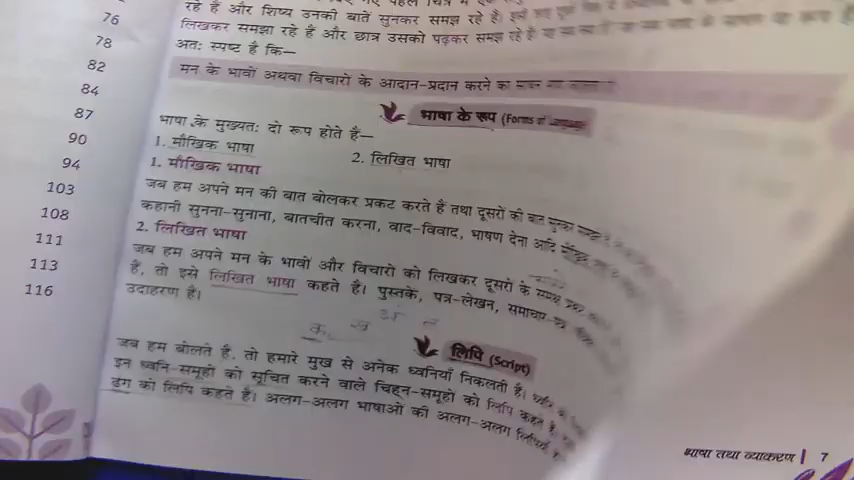 76
78
82
84
87
90
94
103
108
111
113
116
रहे हैं और शिष्य उनकी बातें सुनकर समझ रहे हैं।
लिखकर समझा रहे हैं और छात्र उसको पढ़कर समझ रहे हैं।
अतः स्पष्ट है कि—
मन के भावों अथवा विचारों के आदान-प्रदान करने का
भाषा के रूप (Forms of Language)
भाषा के मुख्यतः दो रूप होते हैं—
1. मौखिक भाषा 2. लिखित भाषा
1. मौखिक भाषा
जब हम अपने मन की बात बोलकर प्रकट करते हैं तथा दूसरों की बात सुनकर
कहानी सुनना-सुनाना, बातचीत करना, वाद-विवाद, भाषण देना आदि मौखिक
2. लिखित भाषा
जब हम अपने मन के भावों और विचारों को लिखकर दूसरों के समक्ष प्रकट
हैं, तो इसे लिखित भाषा कहते हैं। पुस्तकें, पत्र-लेखन, समाचार-पत्र
उदाहरण हैं।
क ख
लिपि (Script)
जब हम बोलते हैं, तो हमारे मुख से अनेक ध्वनियाँ निकलती हैं।
इन ध्वनि-समूहों को सूचित करने वाले चिह्न-समूहों को लिपि कहते हैं
ढंग को लिपि कहते हैं। अलग-अलग भाषाओं की अलग-अलग
भाषा तथा व्याकरण | 7